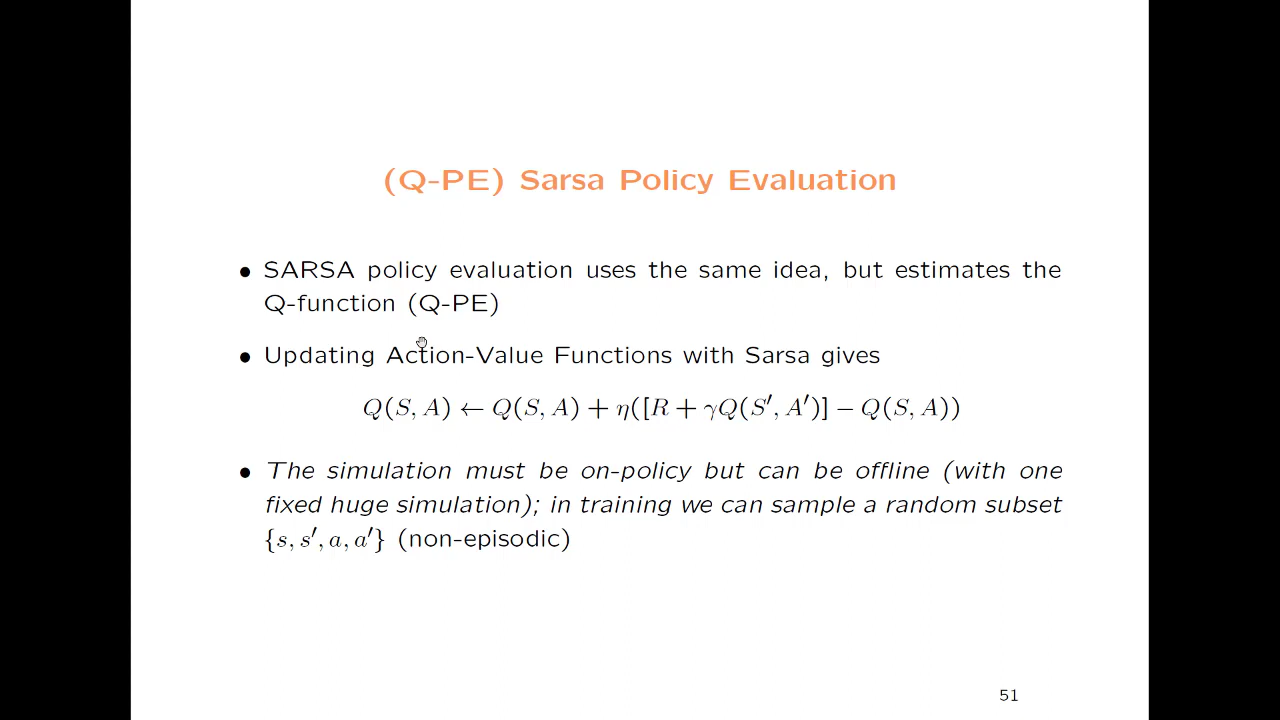 (Q-PE) Sarsa Policy Evaluation
• SARSA policy evaluation uses the same idea, but estimates the
Q-function (Q-PE)
• Updating Action-Value Functions with Sarsa gives
Q(S, A) ← Q(S, A) + η([R + γQ(S′, A′)] − Q(S, A))
• The simulation must be on-policy but can be offline (with one
fixed huge simulation); in training we can sample a random subset
{s, s′, a, a′} (non-episodic)
51